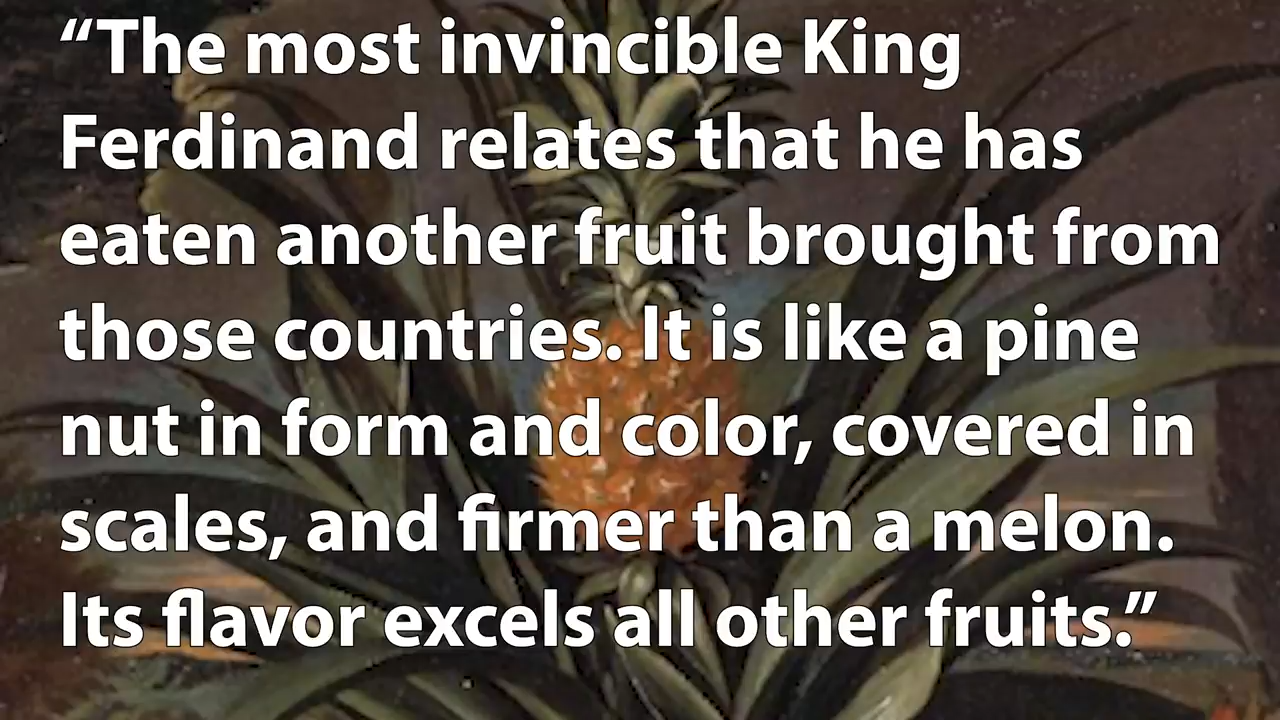 “The most invincible King
Ferdinand relates that he has
eaten another fruit brought from
those countries. It is like a pine
nut in form and color, covered in
scales, and firmer than a melon.
Its flavor excels all other fruits.”